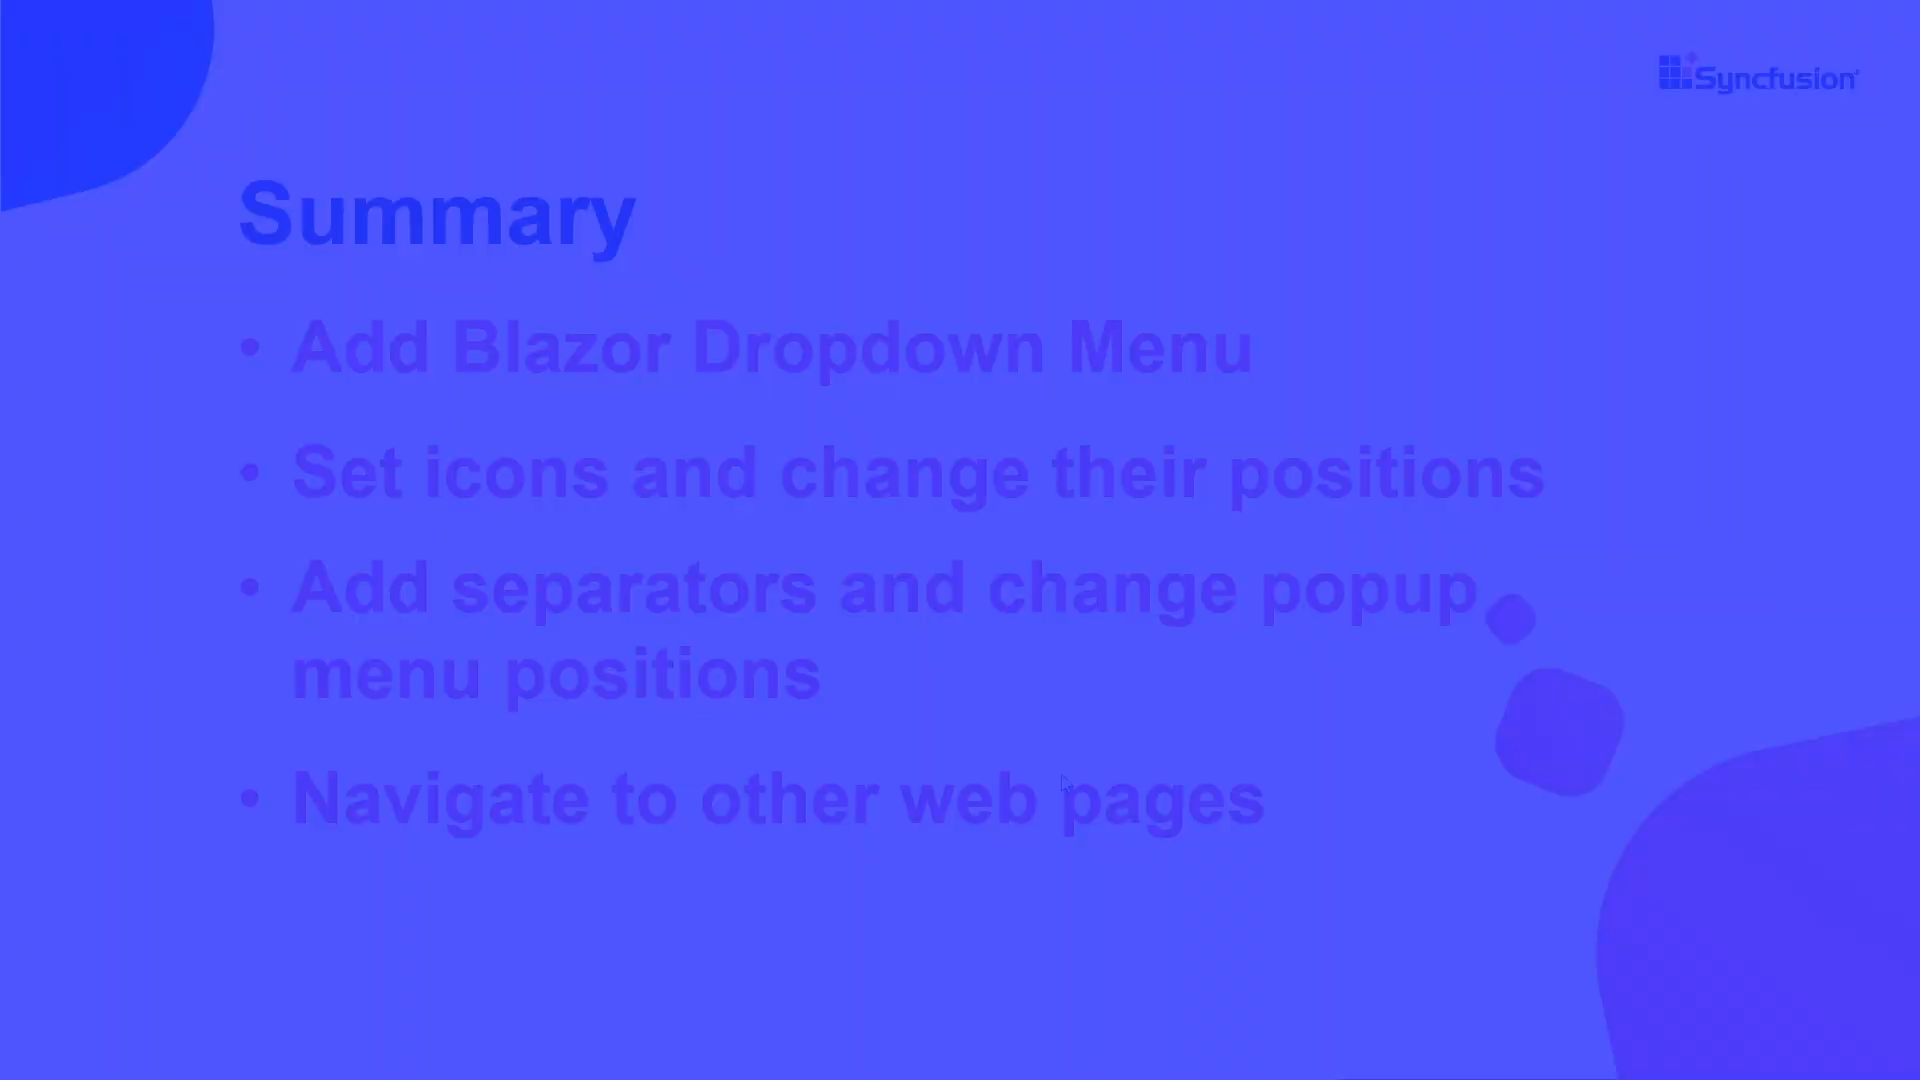 Syncfusion
Summary
• Add Blazor Dropdown Menu
• Set icons and change their positions
• Add separators and change popup
menu positions
• Navigate to other web pages